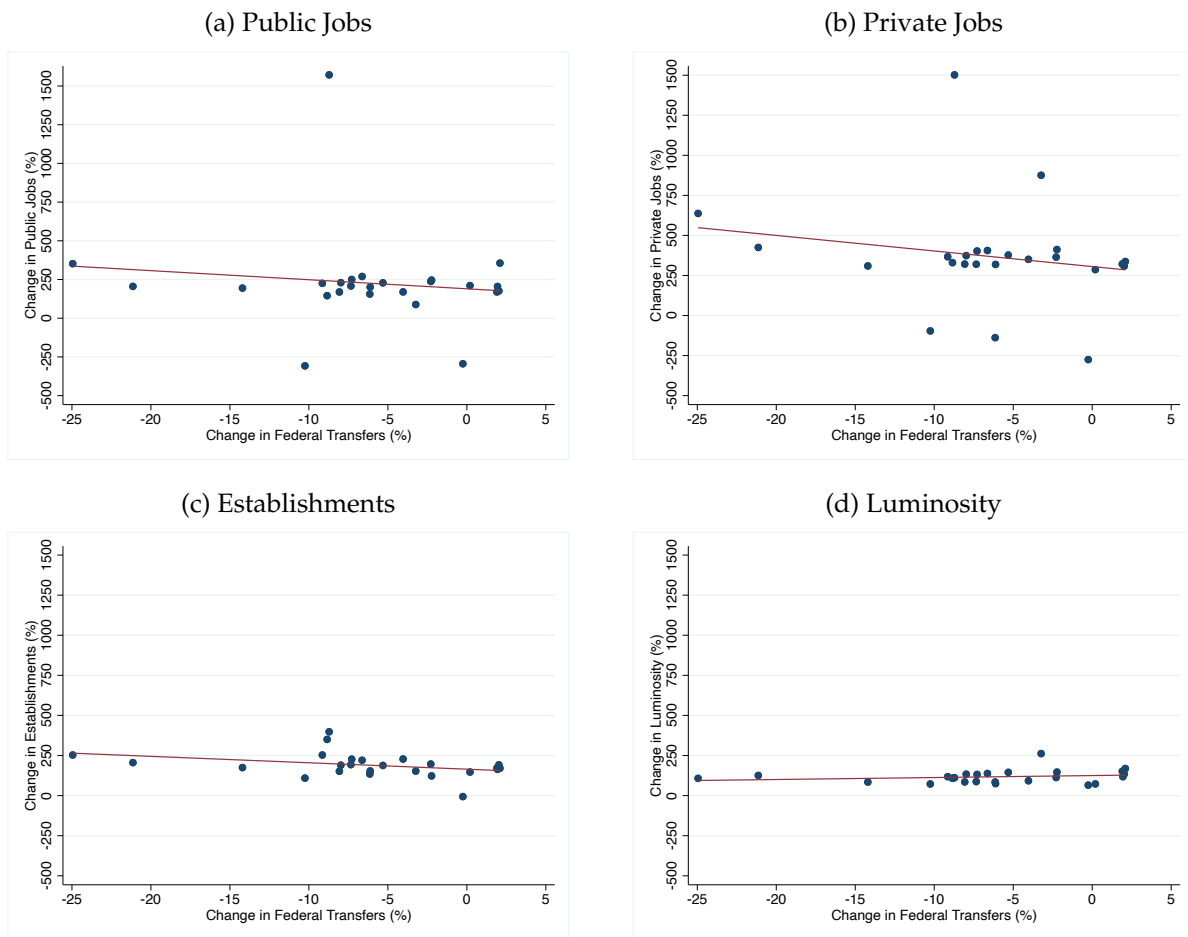 (a) Public Jobs
Change in Public Jobs (%)
1500
1250
1000
750
500
250
0
-250
-500
-25 -20 -15 -10 -5 0 5
Change in Federal Transfers (%)
(b) Private Jobs
Change in Private Jobs (%)
1500
1250
1000
750
500
250
0
-250
-500
-25 -20 -15 -10 -5 0 5
Change in Federal Transfers (%)
(c) Establishments
Change in Establishments (%)
1500
1250
1000
750
500
250
0
-250
-500
-25 -20 -15 -10 -5 0 5
Change in Federal Transfers (%)
(d) Luminosity
Change in Luminosity (%)
1500
1250
1000
750
500
250
0
-250
-500
-25 -20 -15 -10 -5 0 5
Change in Federal Transfers (%)